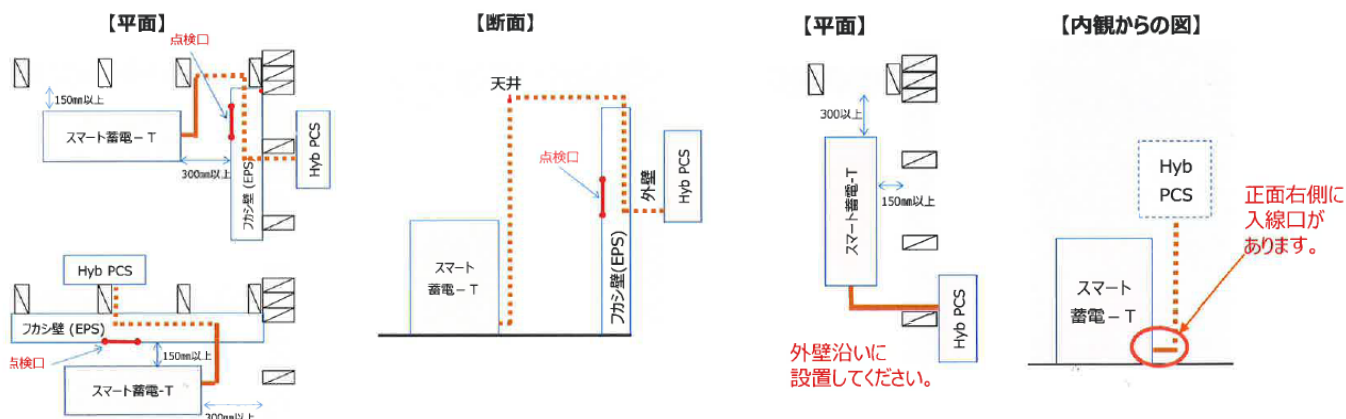 【平面】
点検口
150㎜以上
スマート蓄電－T
300㎜以上
フカシ壁 (EPS)
Hyb PCS
Hyb PCS
フカシ壁 (EPS)
点検口
150㎜以上
スマート蓄電-T
300㎜以上
【断面】
天井
点検口
外壁
Hyb PCS
スマート
蓄電－T
フカシ壁(EPS)
【平面】
300以上
スマート蓄電-T
150㎜以上
Hyb PCS
外壁沿いに
設置してください。
【内観からの図】
Hyb
PCS
正面右側に
入線口が
あります。
スマート
蓄電－T